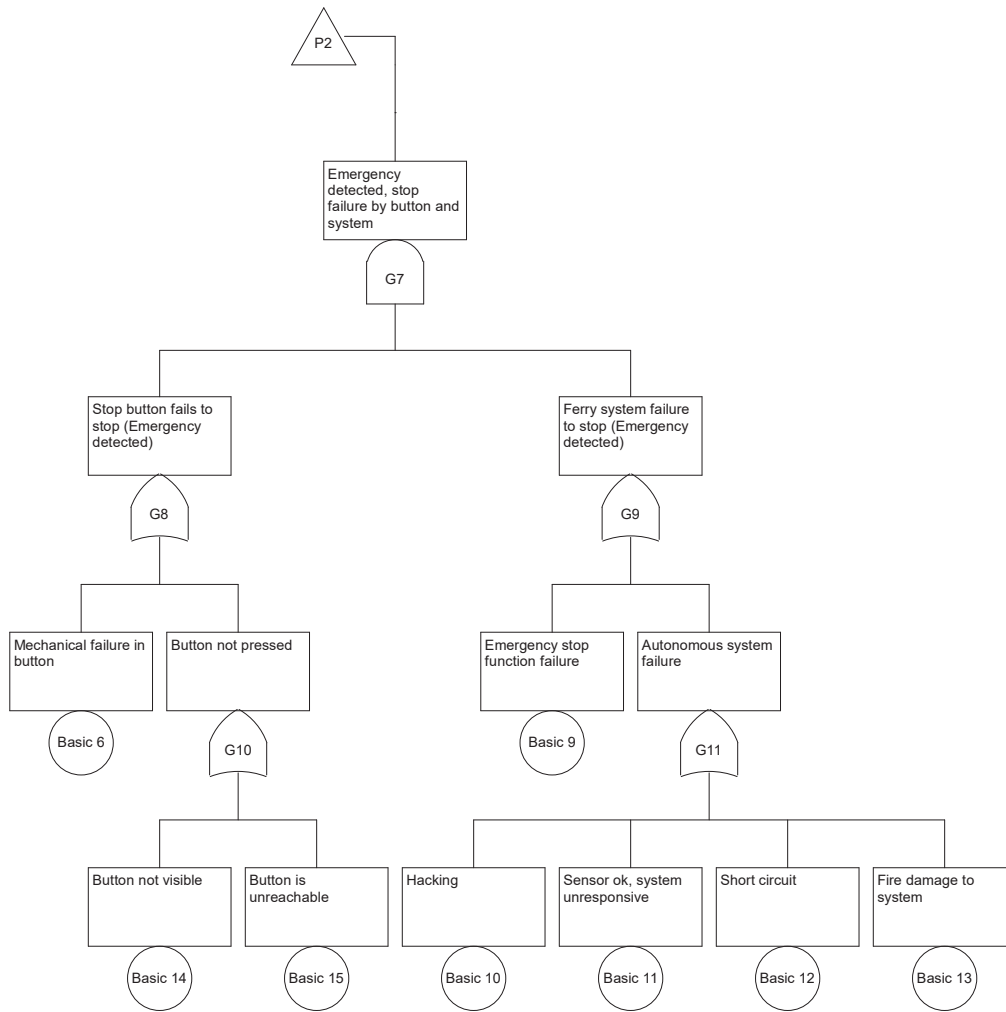 P2
Emergency
detected, stop
failure by button and
system
G7
Stop button fails to
stop (Emergency
detected)
Ferry system failure
to stop (Emergency
detected)
G8
G9
Mechanical failure in
button
Button not pressed
Emergency stop
function failure
Autonomous system
failure
Basic 6
G10
Basic 9
G11
Button not visible
Button is
unreachable
Hacking
Sensor ok, system
unresponsive
Short circuit
Fire damage to
system
Basic 14
Basic 15
Basic 10
Basic 11
Basic 12
Basic 13